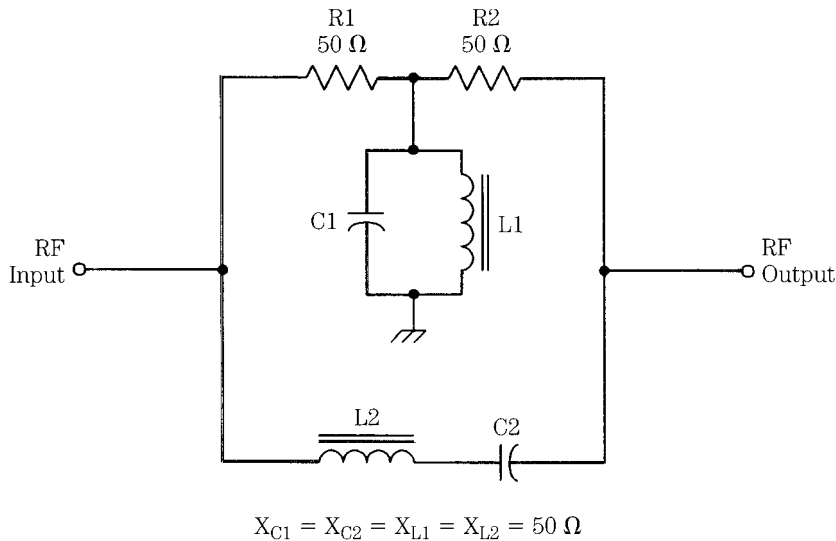 R1
50 Ω
R2
50 Ω
C1
L1
RF
Input
RF
Output
L2
C2
X_C1 = X_C2 = X_L1 = X_L2 = 50 Ω